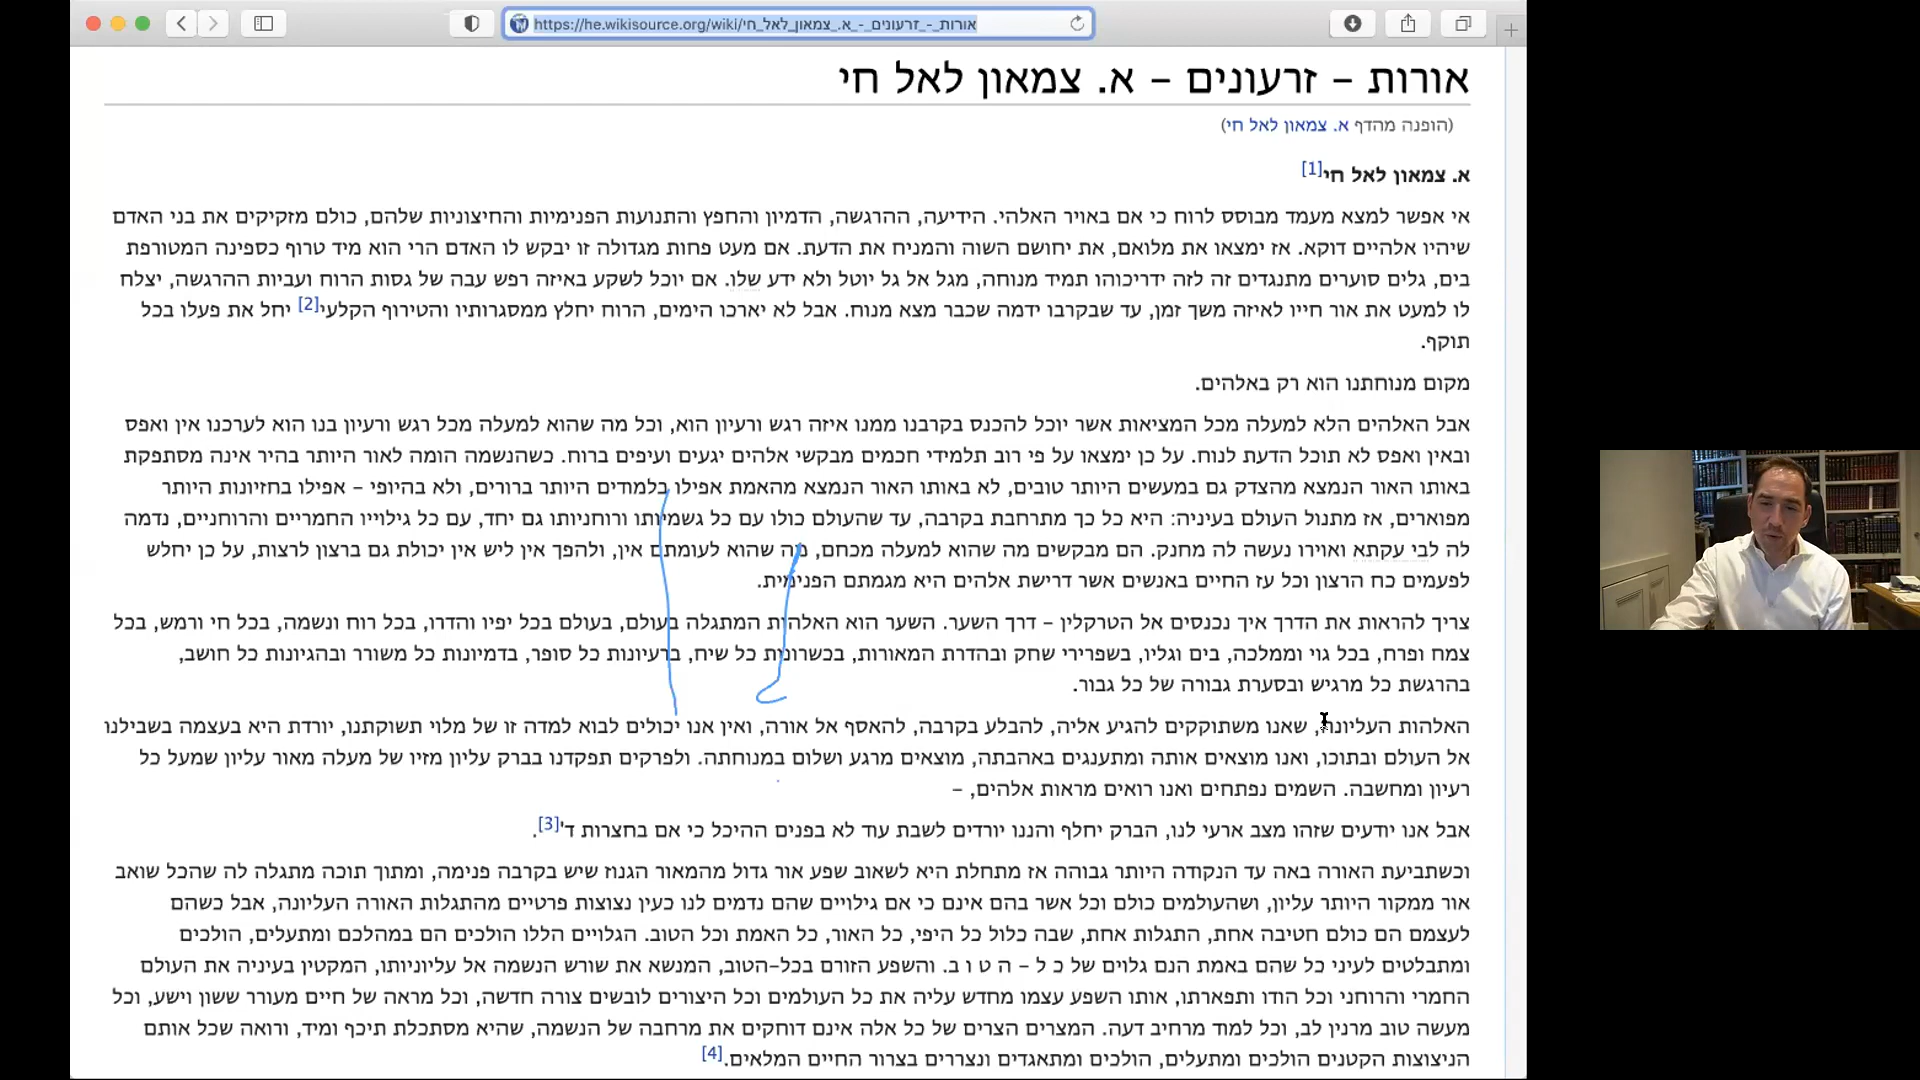 https://he.wikisource.org/wiki/אורות_-_זרעונים_-_א._צמאון_לאל_חי
אורות – זרעונים – א. צמאון לאל חי
(הופנה מהדף א. צמאון לאל חי)
א. צמאון לאל חי[1]
אי אפשר למצא מעמד מבוסס לרוח כי אם באויר האלהי. הידיעה, ההרגשה, הדמיון והחפץ והתנועות הפנימיות והחיצוניות שלהם, כולם מזקיקים את בני האדם
שיהיו אלהיים דוקא. אז ימצאו את מלואם, את יחושם השוה והמניח את הדעת. אם מעט פחות מגדולה זו יבקש לו האדם הרי הוא מיד טרוף כספינה המטורפת
בים, גלים סוערים מתנגדים זה לזה ידריכוהו תמיד מנוחה, מגל אל גל יוטל ולא ידע שלו. אם יוכל לשקע באיזה רפש עבה של גסות הרוח ועביות ההרגשה, יצלח
לו למעט את אור חייו לאיזה משך זמן, עד שבקרבו ידמה שכבר מצא מנוח. אבל לא יארכו הימים, הרוח יחלץ ממסגרותיו והטירוף הקלעי[2] יחל את פעלו בכל
תוקף.
מקום מנוחתנו הוא רק באלהים.
אבל האלהים הלא למעלה מכל המציאות אשר יוכל להכנס בקרבנו ממנו איזה רגש ורעיון הוא, וכל מה שהוא למעלה מכל רגש ורעיון בנו הוא לערכנו אין ואפס
ובאין ואפס לא תוכל הדעת לנוח. על כן ימצאו על פי רוב תלמידי חכמים מבקשי אלהים יגעים ועיפים ברוח. כשהנשמה הומה לאור היותר בהיר אינה מסתפקת
באותו האור הנמצא מהצדק גם במעשים היותר טובים, לא באותו האור הנמצא מהאמת אפילו בלמודים היותר ברורים, ולא בהיופי – אפילו בחזיונות היותר
מפוארים, אז מתנול העולם בעיניה: היא כל כך מתרחבת בקרבה, עד שהעולם כולו עם כל גשמיותו ורוחניותו גם יחד, עם כל גילוייו החמריים והרוחניים, נדמה
לה לבי עקתא ואוירו נעשה לה מחנק. הם מבקשים מה שהוא למעלה מכחם, מה שהוא לעומתם אין, ולהפך אין ליש אין יכולת גם ברצון לרצות, על כן יחלש
לפעמים כח הרצון וכל עז החיים באנשים אשר דרישת אלהים היא מגמתם הפנימית.
צריך להראות את הדרך איך נכנסים אל הטרקלין – דרך השער. השער הוא האלהות המתגלה בעולם, בעולם בכל יפיו והדרו, בכל רוח ונשמה, בכל חי ורמש, בכל
צמח ופרח, בכל גוי וממלכה, בים וגליו, בשפרירי שחק ובהדרת המאורות, בכשרונות כל שיח, ברעיונות כל סופר, בדמיונות כל משורר ובהגיונות כל חושב,
בהרגשת כל מרגיש ובסערת גבורה של כל גבור.
האלהות העליונה, שאנו משתוקקים להגיע אליה, להבלע בקרבה, להאסף אל אורה, ואין אנו יכולים לבוא למדה זו של מלוי תשוקתנו, יורדת היא בעצמה בשבילנו
אל העולם ובתוכו, ואנו מוצאים אותה ומתענגים באהבתה, מוצאים מרגע ושלום במנוחתה. ולפרקים תפקדנו בברק עליון מזיו של מעלה מאור עליון שמעל כל
רעיון ומחשבה. השמים נפתחים ואנו רואים מראות אלהים, –
אבל אנו יודעים שזהו מצב ארעי לנו, הברק יחלף והננו יורדים לשבת עוד לא בפנים ההיכל כי אם בחצרות ד'[3].
וכשתביעת האורה באה עד הנקודה היותר גבוהה אז מתחלת היא לשאוב שפע אור גדול מהמאור הגנוז שיש בקרבה פנימה, ומתוך תוכה מתגלה לה שהכל שואב
אור ממקור היותר עליון, ושהעולמים כולם וכל אשר בהם אינם כי אם גילויים שהם נדמים לנו כעין נצוצות פרטיים מהתגלות האורה העליונה, אבל כשהם
לעצמם הם כולם חטיבה אחת, התגלות אחת, שבה כלול כל היפי, כל האור, כל האמת וכל הטוב. הגלויים הללו הולכים הם במהלכם ומתעלים, הולכים
ומתבלטים לעיני כל שהם באמת הנם גלוים של כ ל – ה ט ו ב. והשפע הזורם בכל-הטוב, המנשא את שורש הנשמה אל עליוניותו, המקטין בעיניה את העולם
החמרי והרוחני וכל הודו ותפארתו, אותו השפע עצמו מחדש עליה את כל העולמים וכל היצורים לובשים צורה חדשה, וכל מראה של חיים מעורר ששון וישע, וכל
מעשה טוב מרנין לב, וכל למוד מרחיב דעה. המצרים הצרים של כל אלה אינם דוחקים את מרחבה של הנשמה, שהיא מסתכלת תיכף ומיד, ורואה שכל אותם
הניצוצות הקטנים הולכים ומתעלים, הולכים ומתאגדים ונצררים בצרור החיים המלאים.[4]